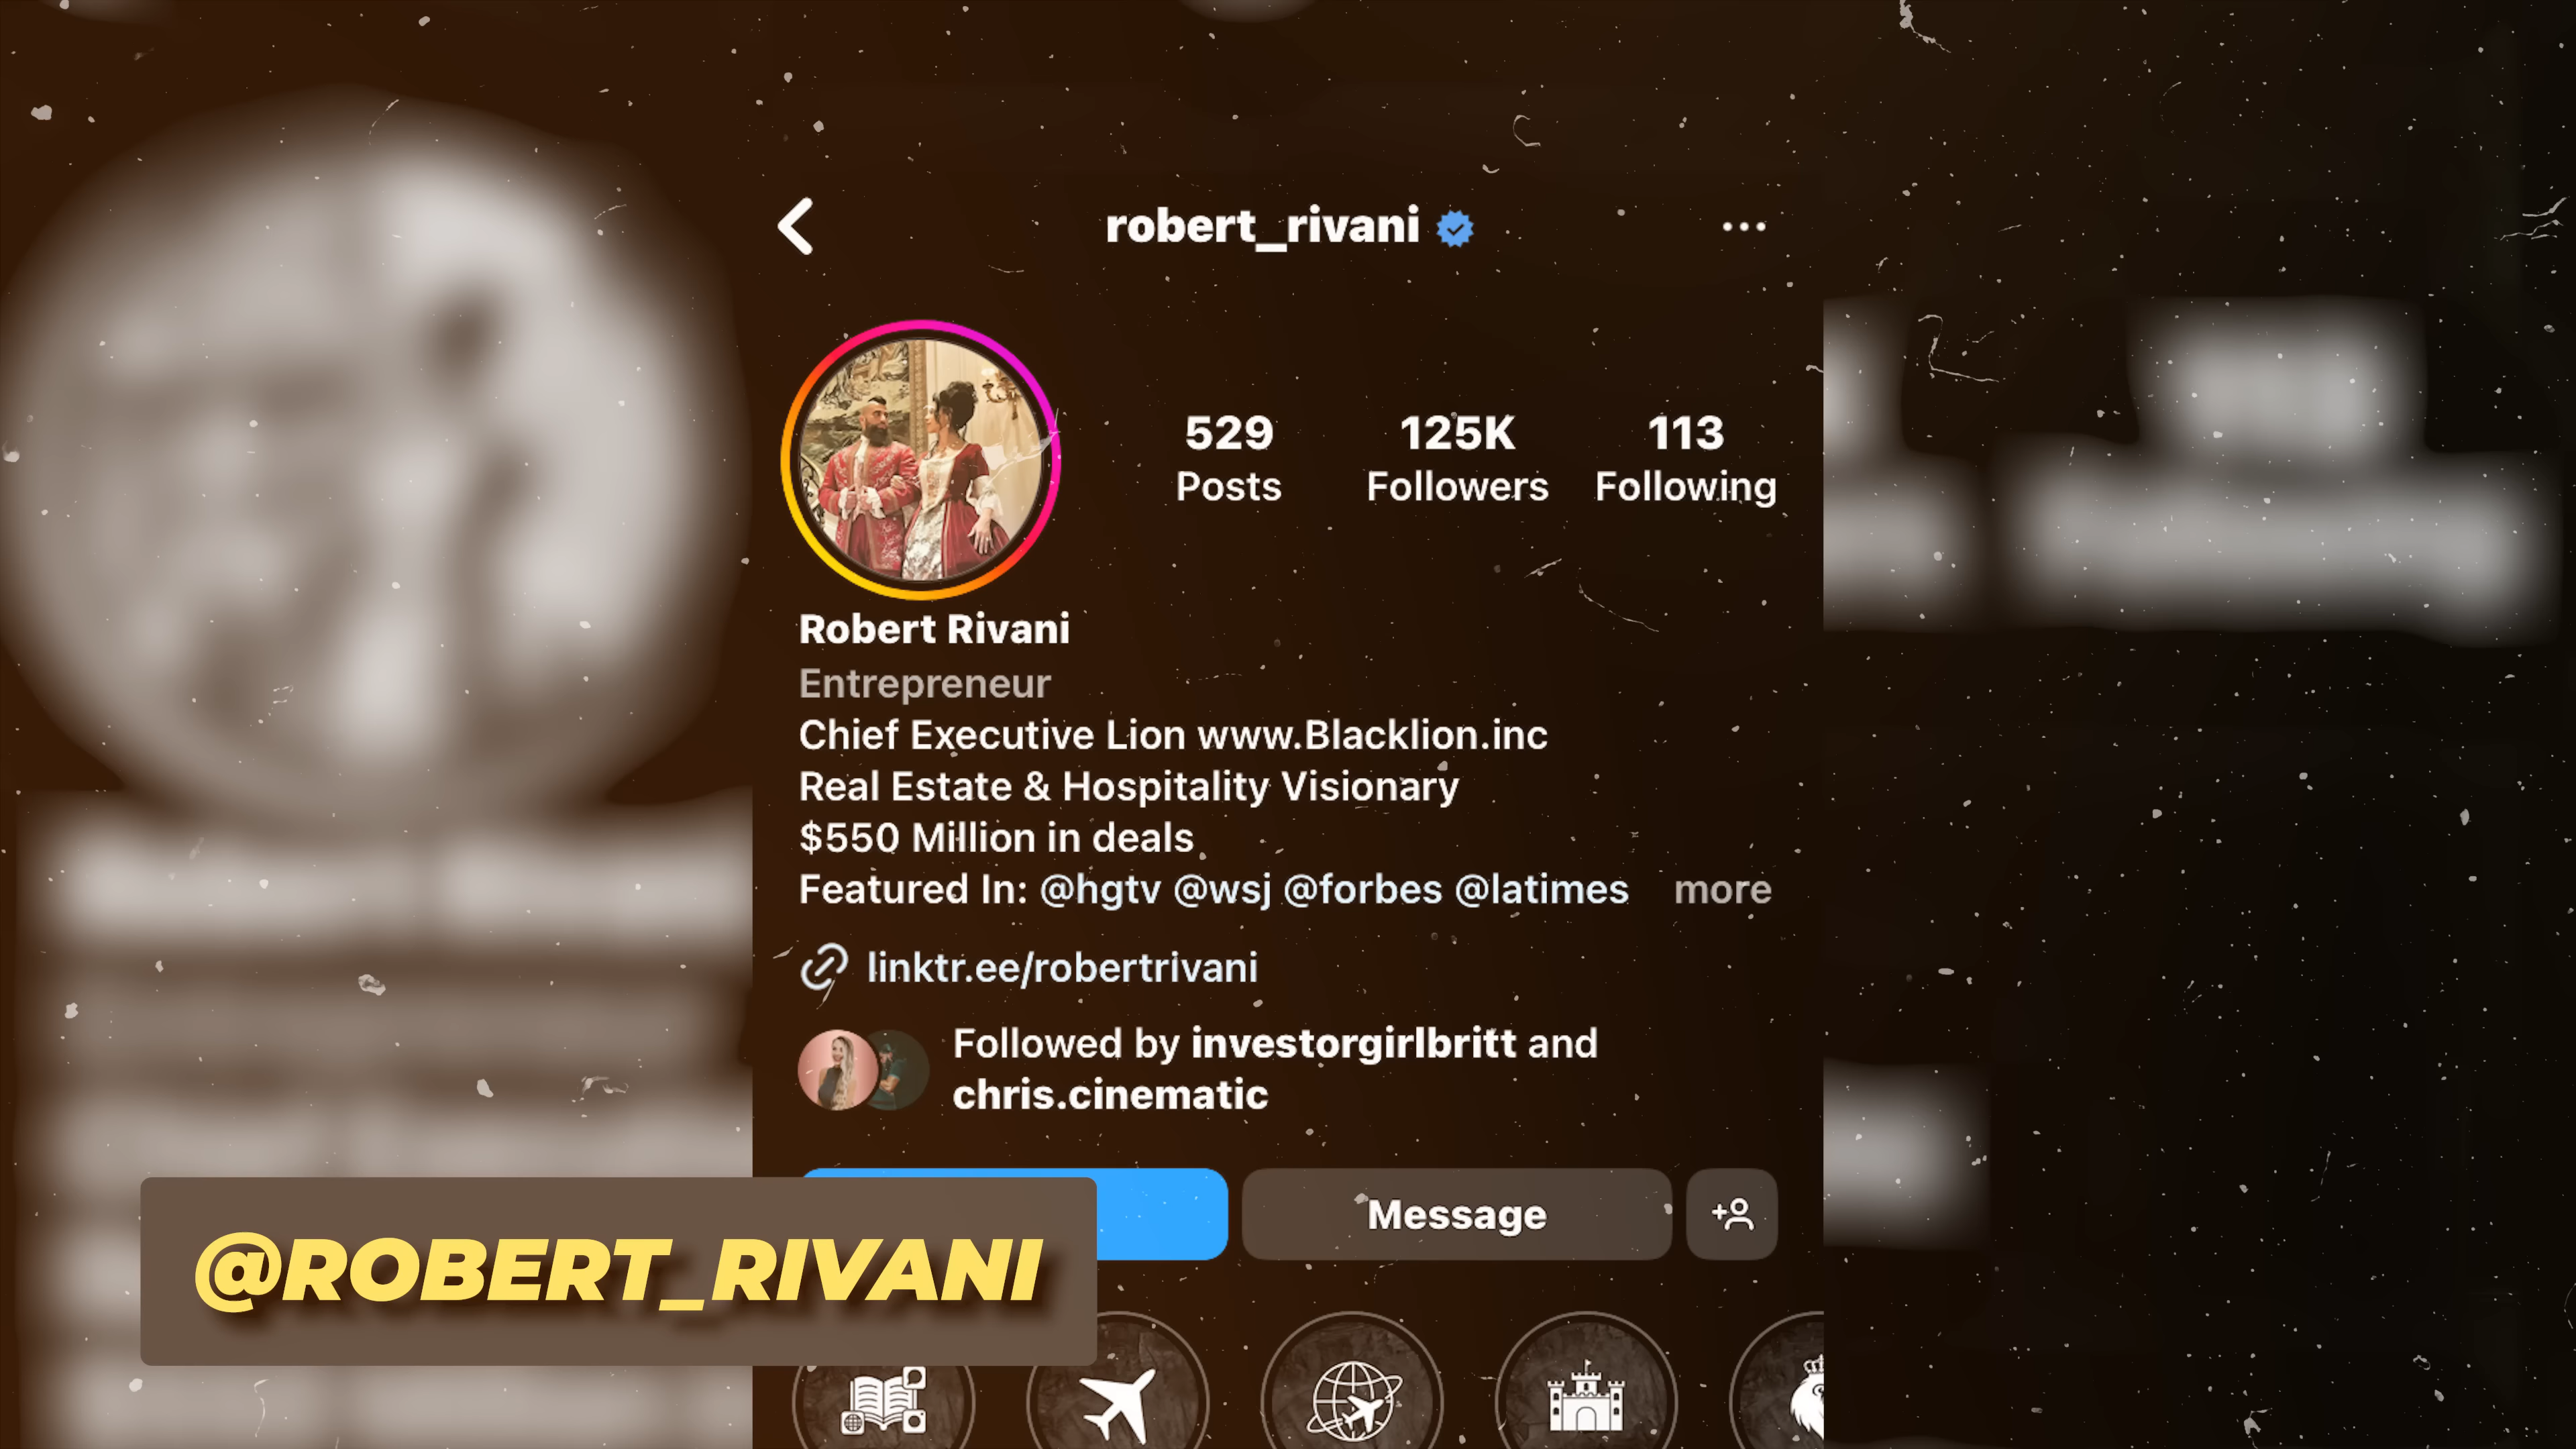 robert_rivani
529
Posts
125K
Followers
113
Following
Robert Rivani
Entrepreneur
Chief Executive Lion www.Blacklion.inc
Real Estate & Hospitality Visionary
$550 Million in deals
Featured In: @hgtv @wsj @forbes @latimes more
linktr.ee/robertrivani
Followed by investorgirlbritt and
chris.cinematic
Message
@ROBERT_RIVANI